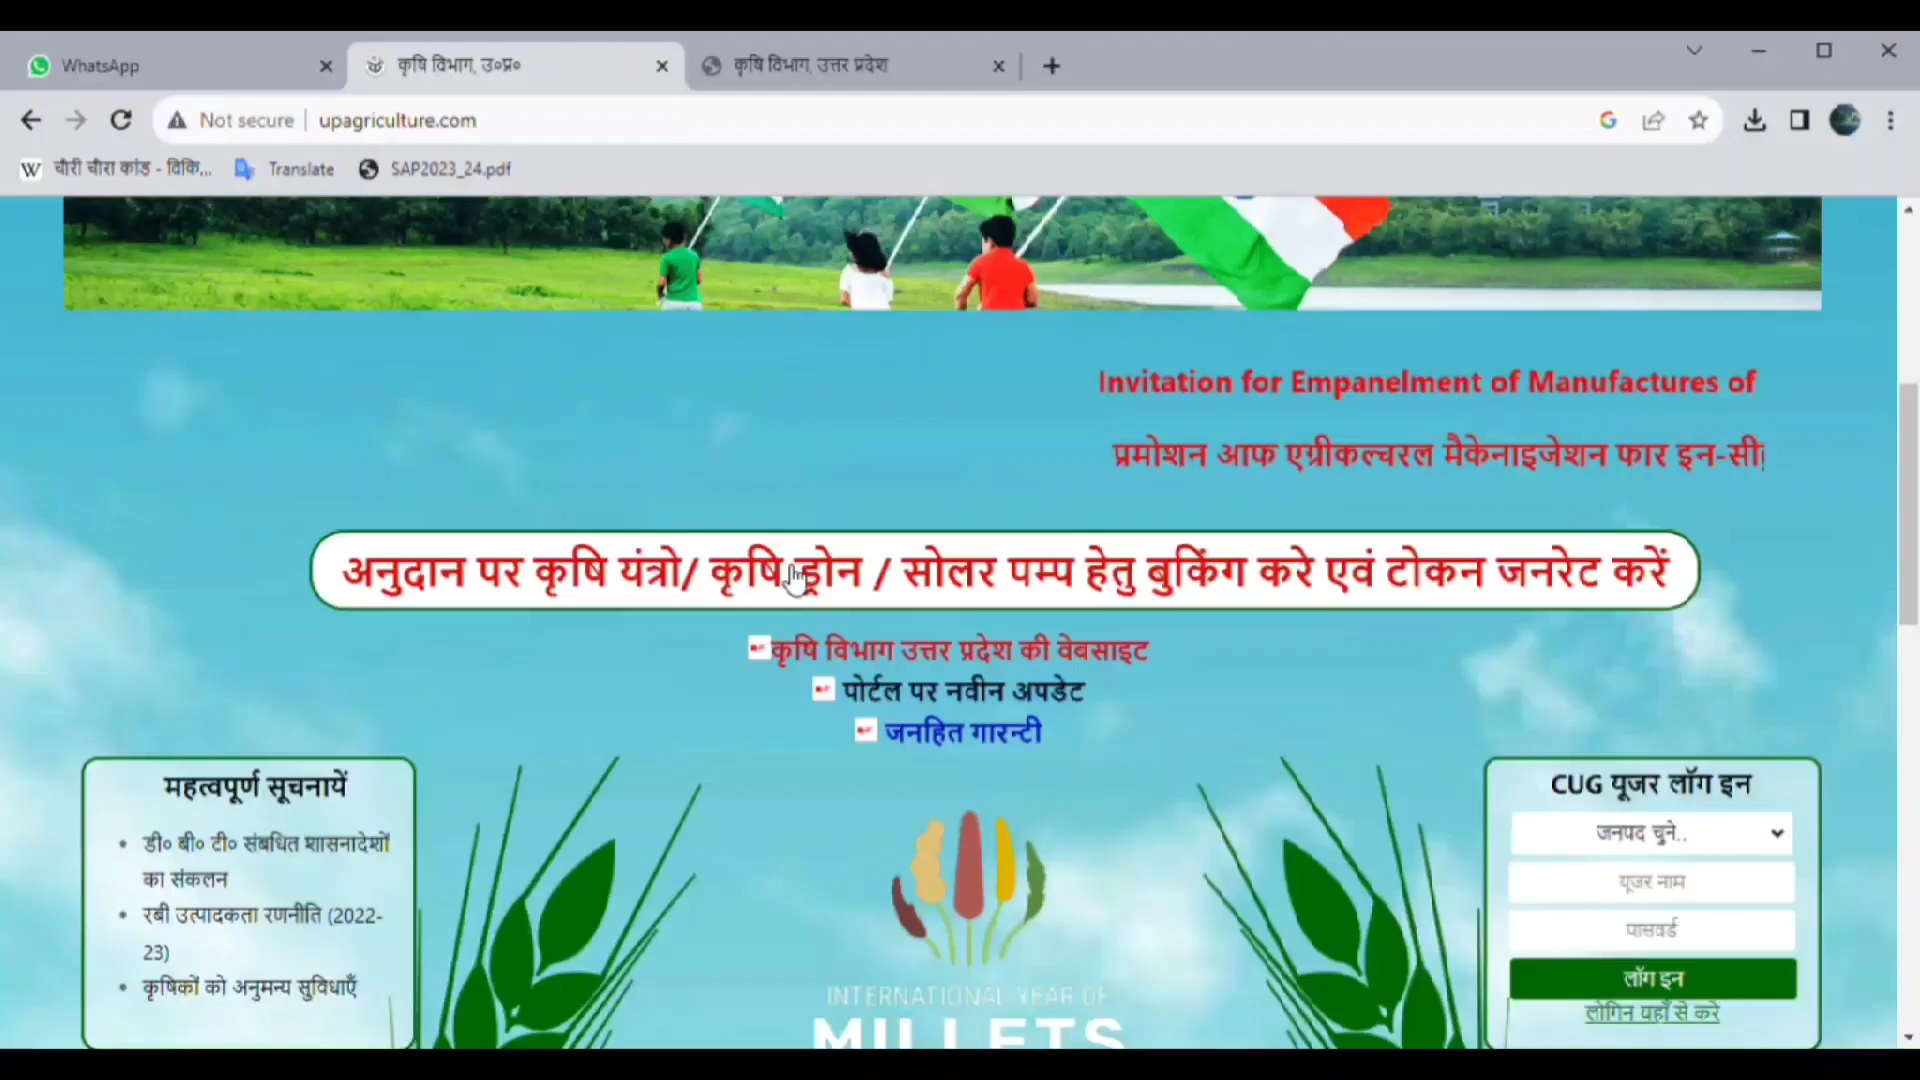 WhatsApp
कृषि विभाग, उ०प्र०
कृषि विभाग, उत्तर प्रदेश
Not secure
upagriculture.com
चौरी चौरा कांड - विकि...
Translate
SAP2023_24.pdf
Invitation for Empanelment of Manufactures of
प्रमोशन आफ एग्रीकल्चरल मैकेनाइजेशन फार इन-सी
अनुदान पर कृषि यंत्रो/ कृषि ड्रोन / सोलर पम्प हेतु बुकिंग करे एवं टोकन जनरेट करें
कृषि विभाग उत्तर प्रदेश की वेबसाइट
पोर्टल पर नवीन अपडेट
जनहित गारन्टी
महत्वपूर्ण सूचनायें
डी० बी० टी० संबधित शासनादेशों
का संकलन
रबी उत्पादकता रणनीति (2022-
23)
कृषिकों को अनुमन्य सुविधाएँ
INTERNATIONAL YEAR OF
MILLETS
CUG यूजर लॉग इन
जनपद चुने..
यूजर नाम
पासवर्ड
लॉग इन
लोगिन यहाँ से करे